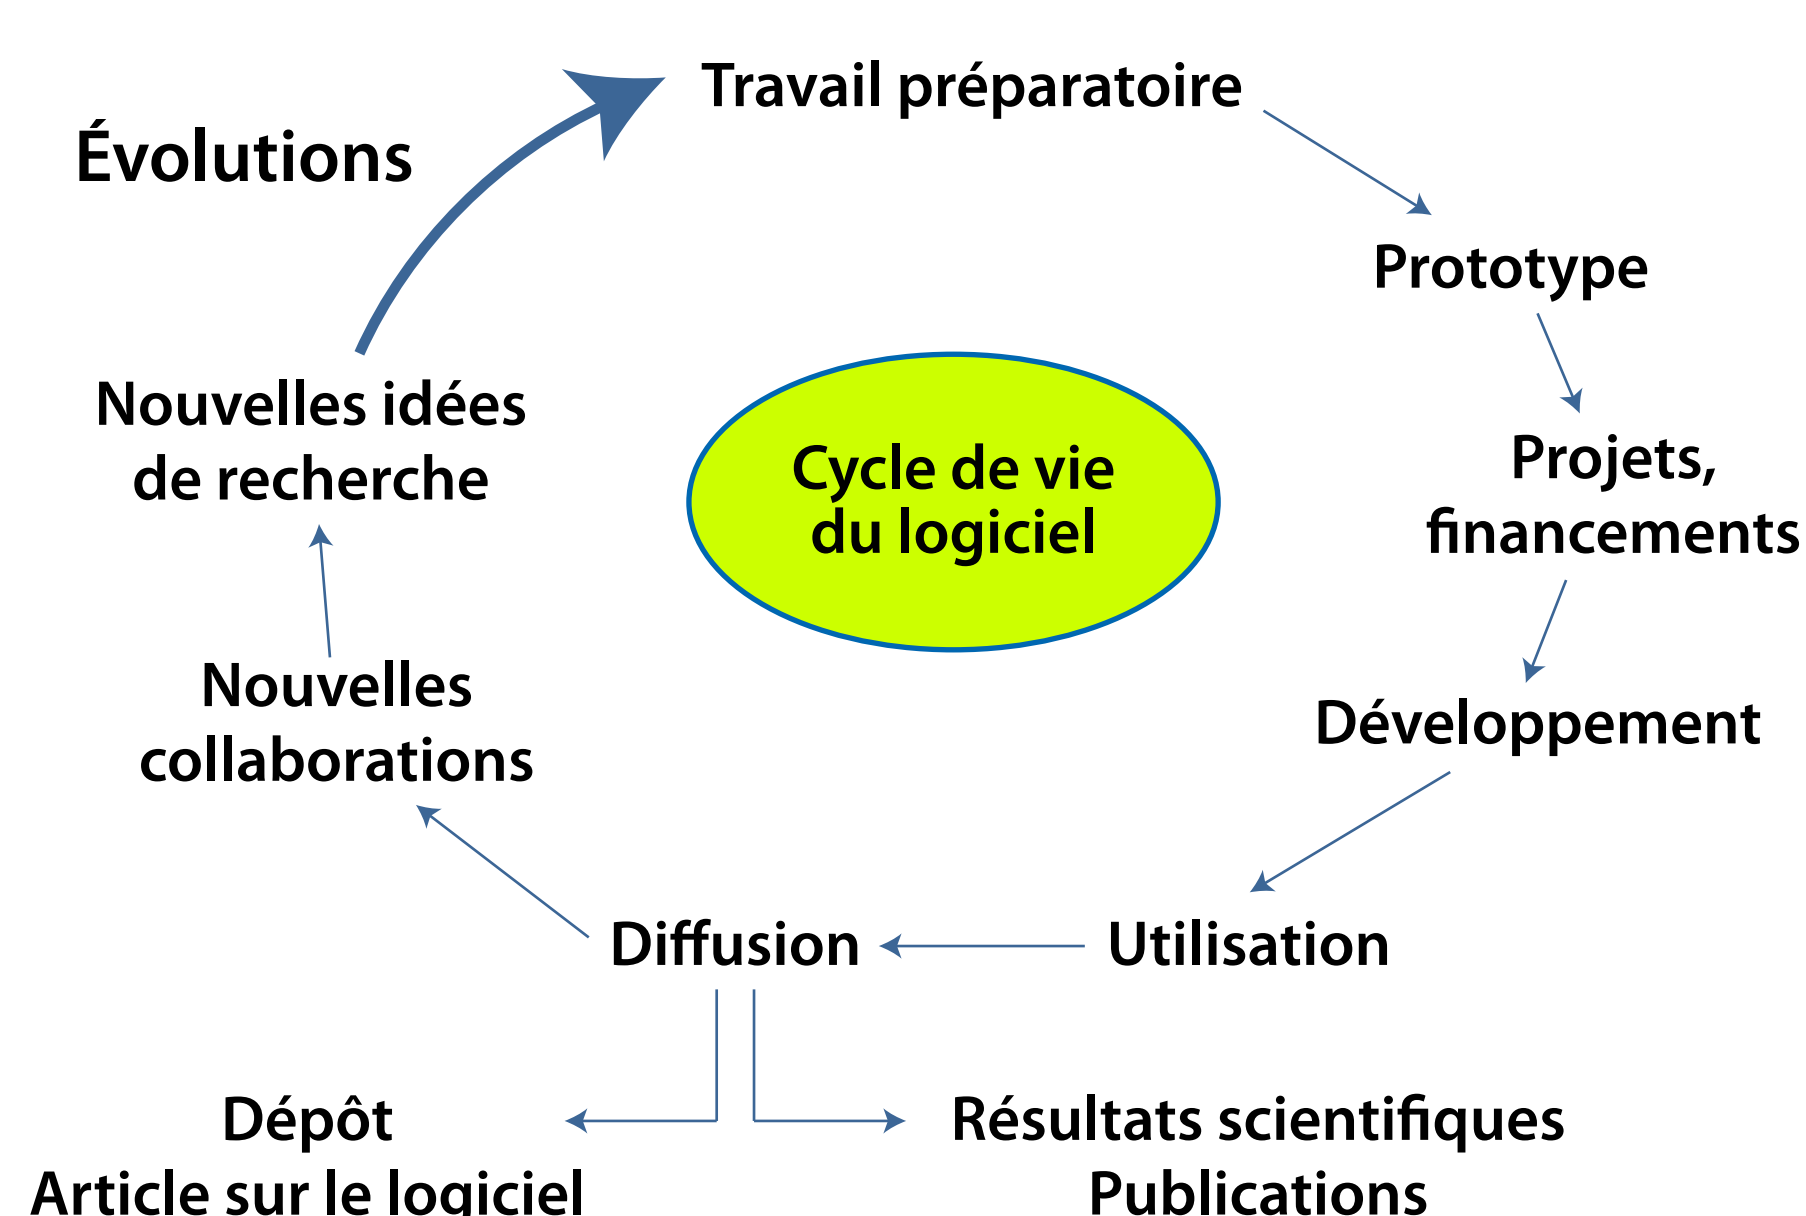 Travail préparatoire
Évolutions
Prototype
Nouvelles idées
de recherche
Cycle de vie
du logiciel
Projets,
financements
Nouvelles
collaborations
Développement
Diffusion
Utilisation
Dépôt
Article sur le logiciel
Résultats scientifiques
Publications